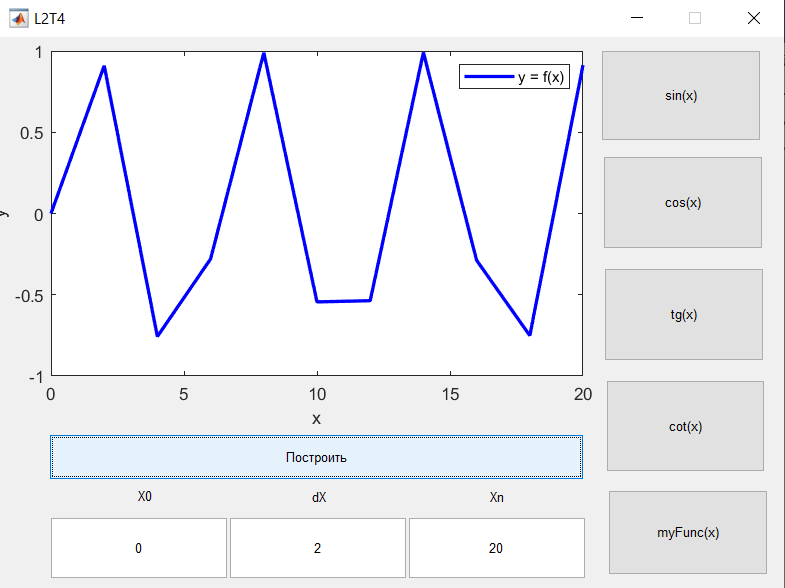 L2T4
1
0.5
0
-0.5
-1
y
0 5 10 15 20
x
y = f(x)
sin(x)
cos(x)
tg(x)
cot(x)
myFunc(x)
Построить
X0 dX Xn
0 2 20